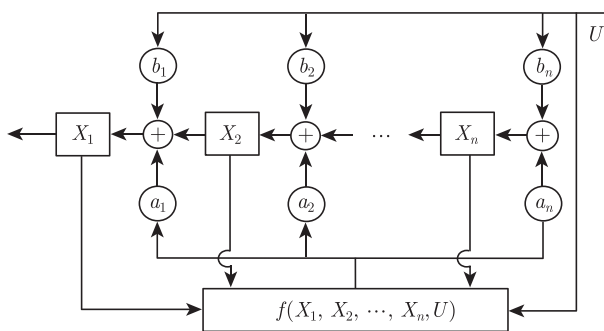 U
b₁ b₂ bₙ
X₁ + X₂ + ... Xₙ +
a₁ a₂ aₙ
f(X₁, X₂, ..., Xₙ, U)